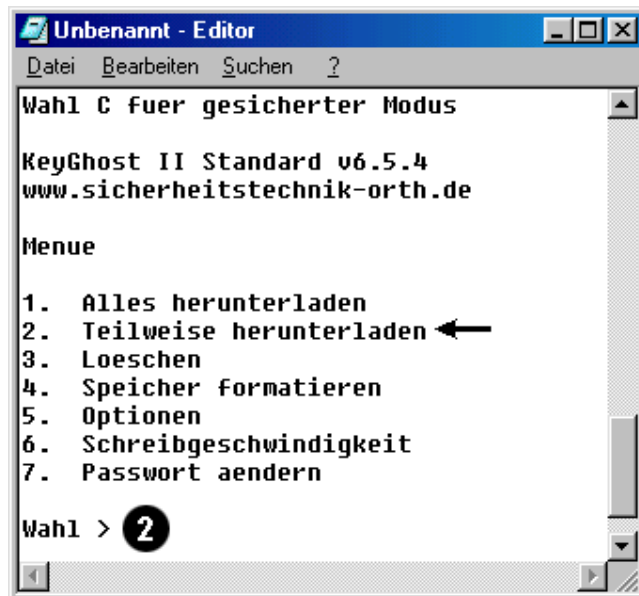 Unbenannt - Editor
Datei Bearbeiten Suchen ?
Wahl C fuer gesicherter Modus
KeyGhost II Standard v6.5.4
www.sicherheitstechnik-orth.de
Menue
1. Alles herunterladen
2. Teilweise herunterladen
3. Loeschen
4. Speicher formatieren
5. Optionen
6. Schreibgeschwindigkeit
7. Passwort aendern
Wahl > 2